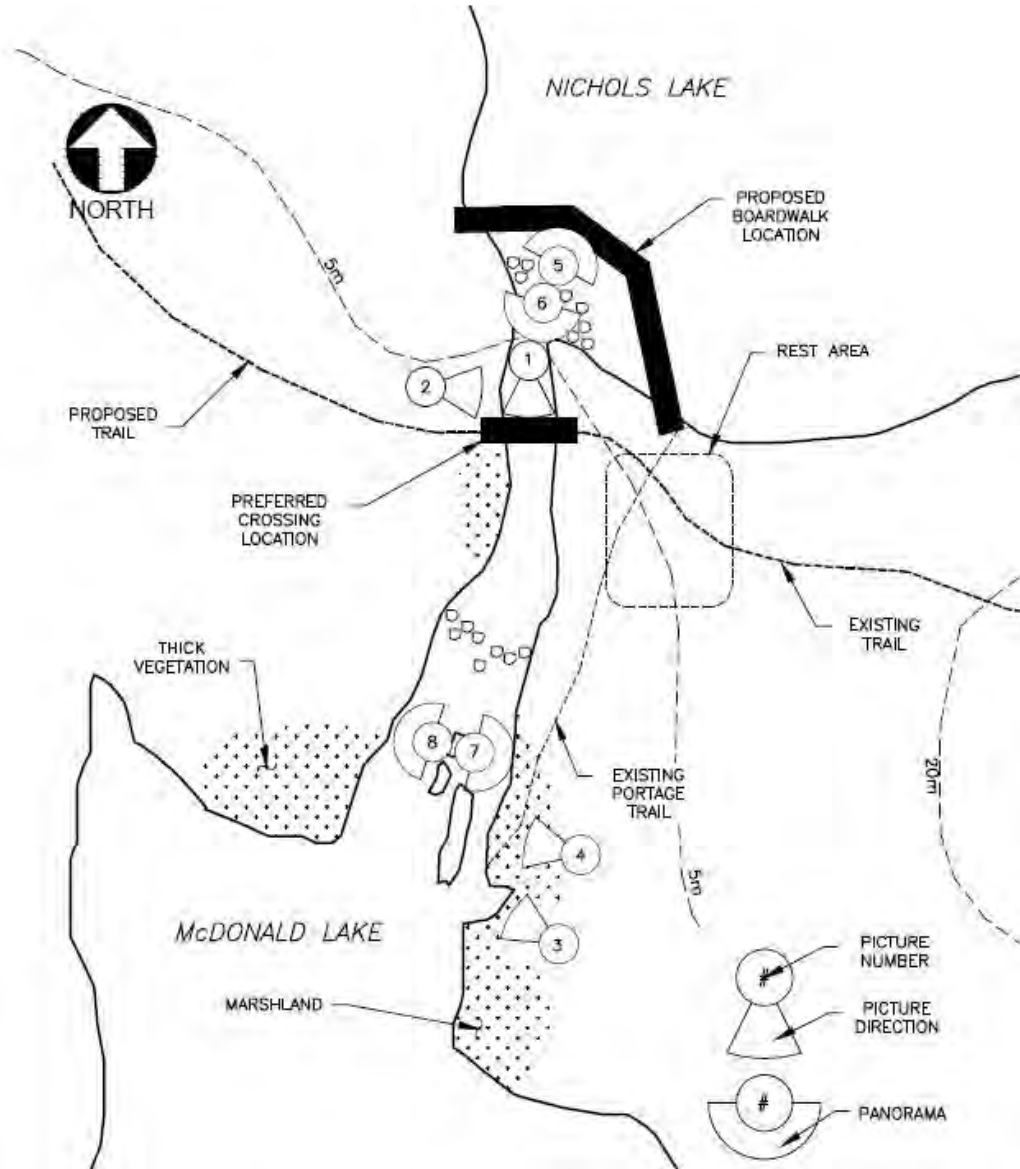 NICHOLS LAKE
NORTH
PROPOSED
BOARDWALK
LOCATION
5m
5
6
1
2
REST AREA
PROPOSED
TRAIL
PREFERRED
CROSSING
LOCATION
EXISTING
TRAIL
THICK
VEGETATION
8
7
EXISTING
PORTAGE
TRAIL
20m
4
5m
3
McDONALD LAKE
MARSHLAND
#
PICTURE
NUMBER
PICTURE
DIRECTION
#
PANORAMA